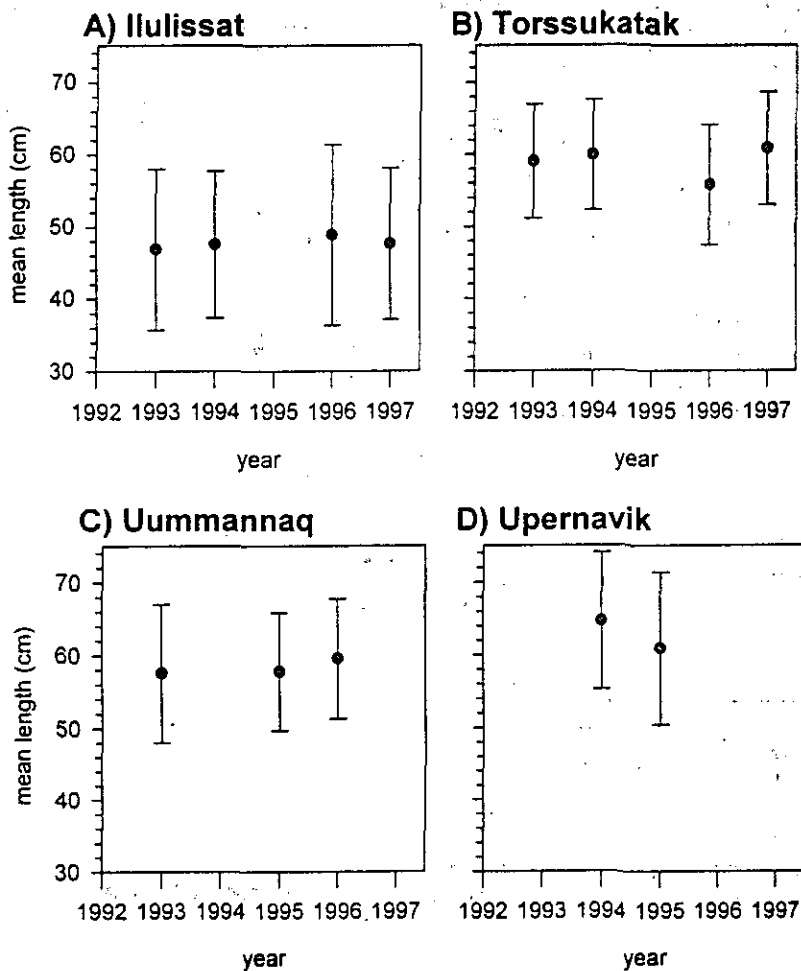 A) Ilulissat
mean length (cm)
70
60
50
40
30
1992 1993 1994 1995 1996 1997
year
B) Torssukatak
1992 1993 1994 1995 1996 1997
year
C) Uummannaq
mean length (cm)
70
60
50
40
30
1992 1993 1994 1995 1996 1997
year
D) Upernavik
1992 1993 1994 1995 1996 1997
year